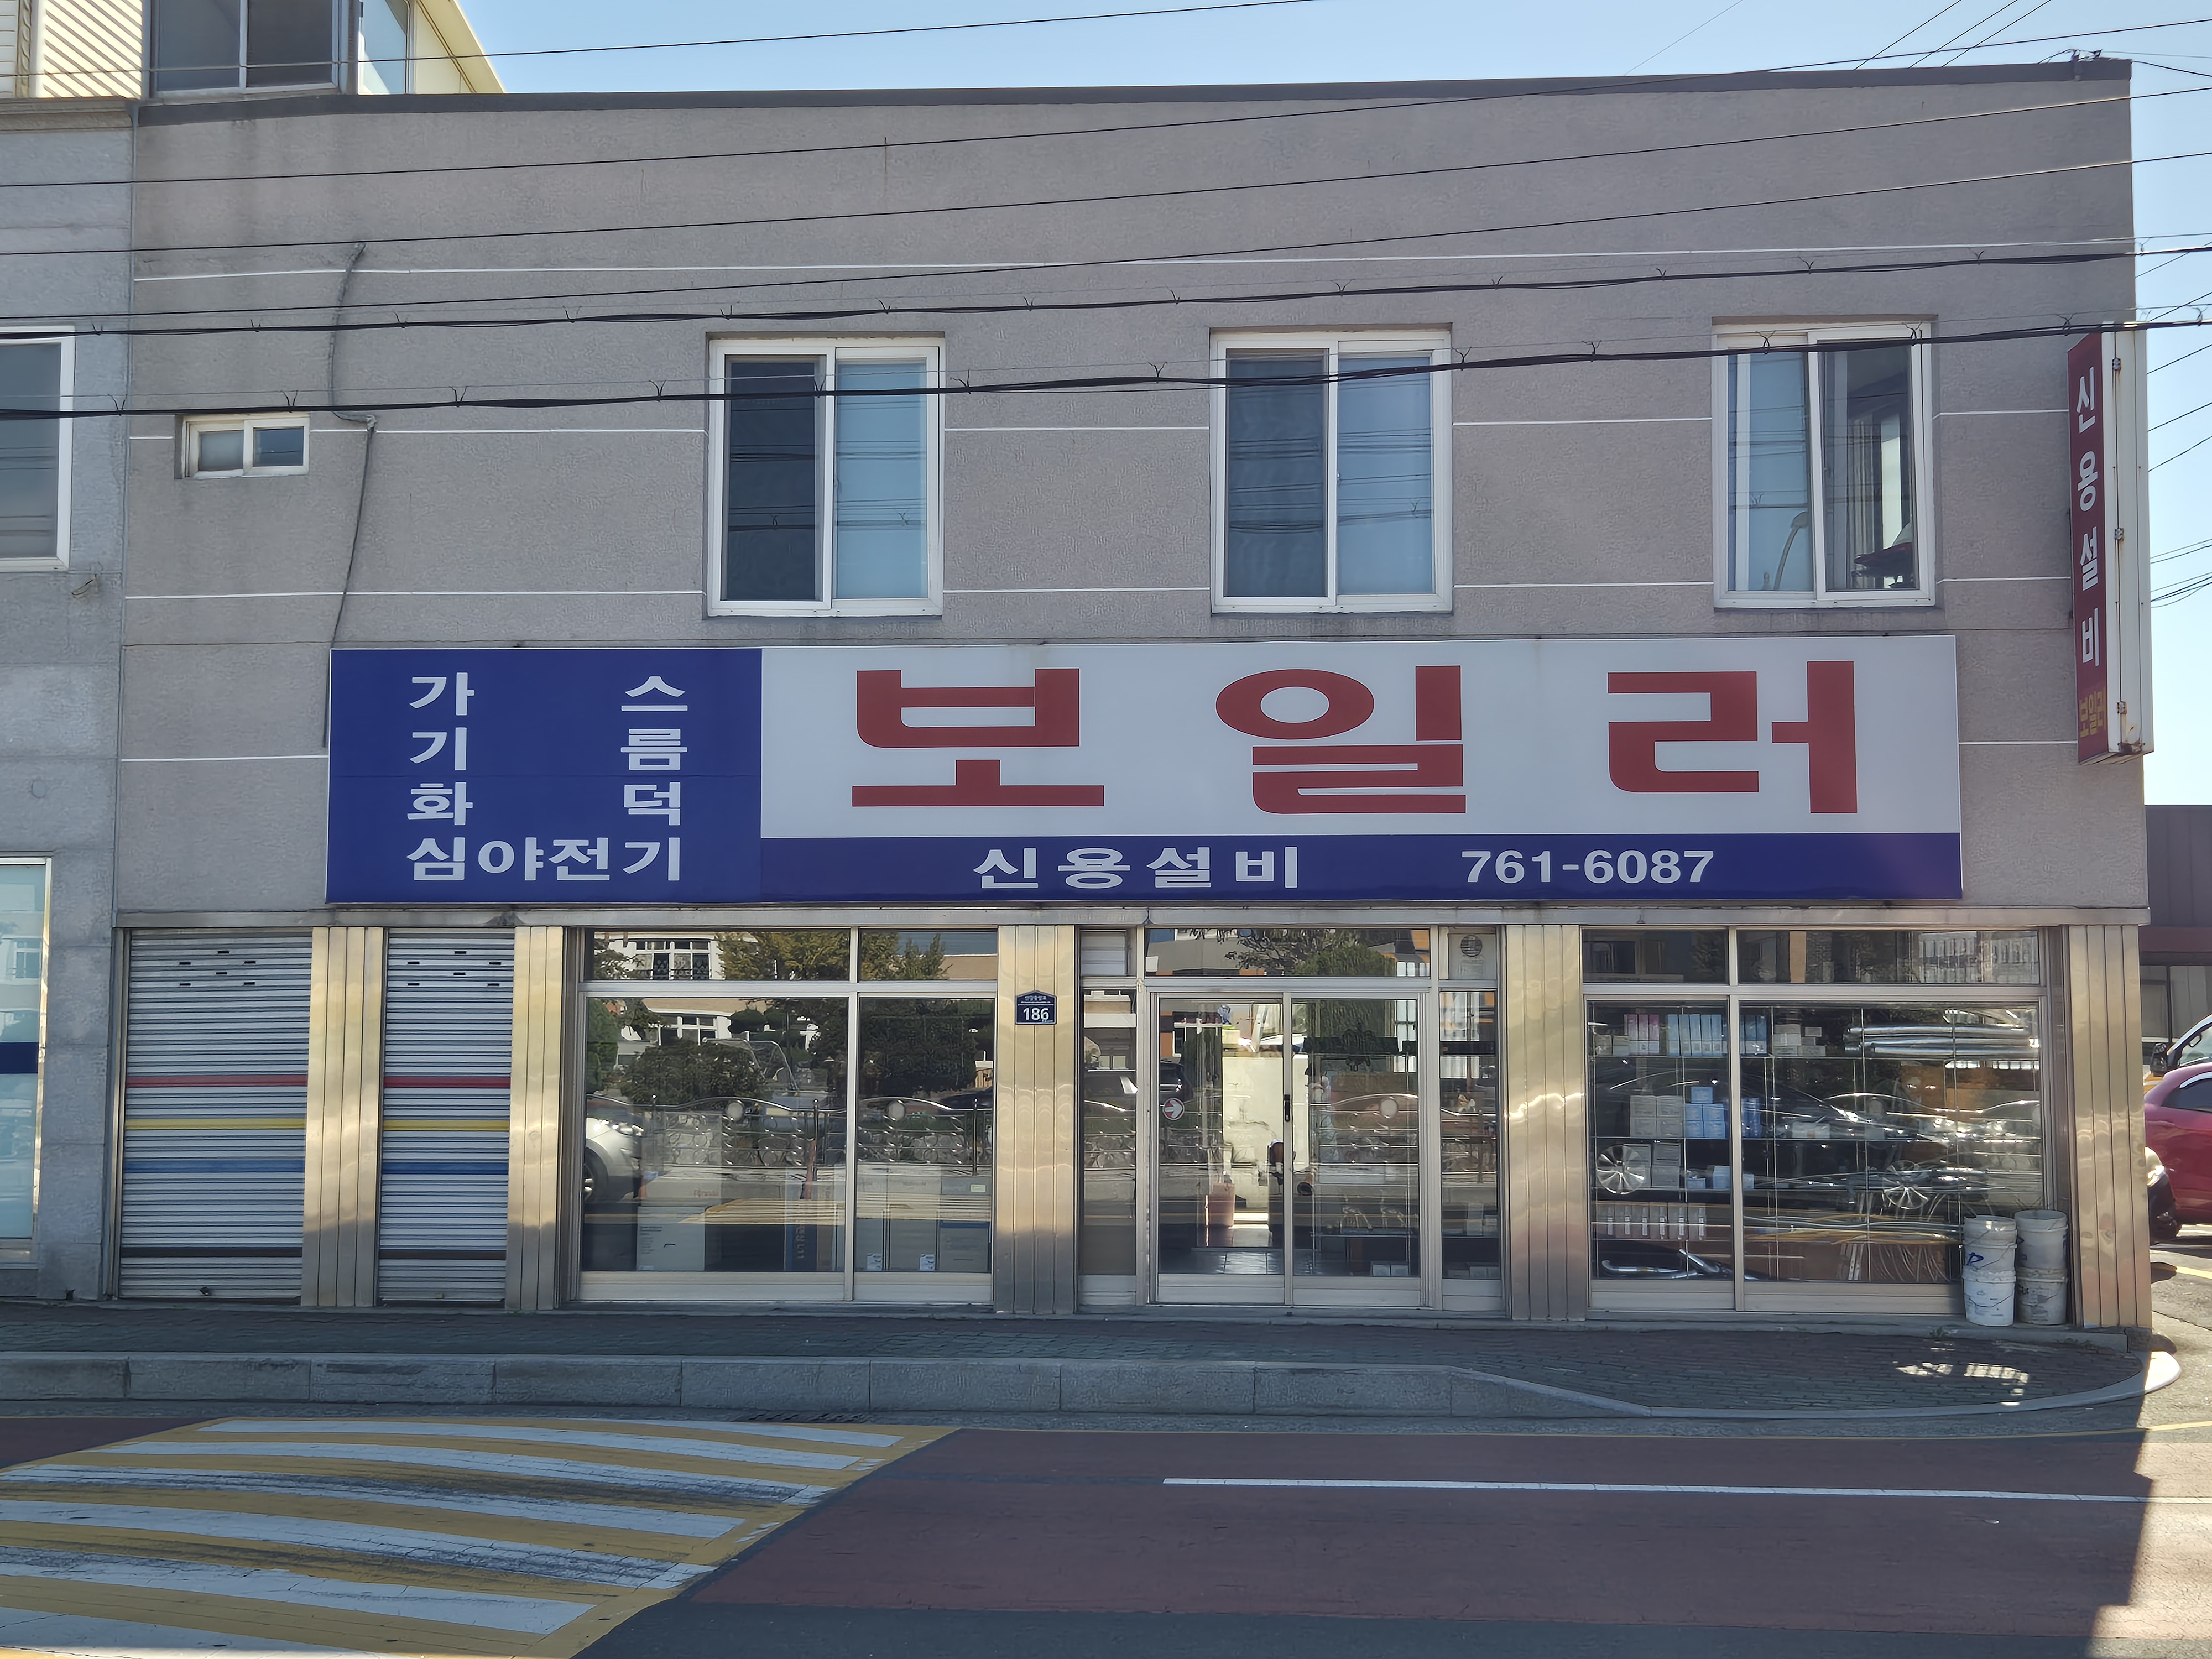 가스
기름
화덕
심야전기
보일러
신용설비 761-6087
신용설비
보일러
186